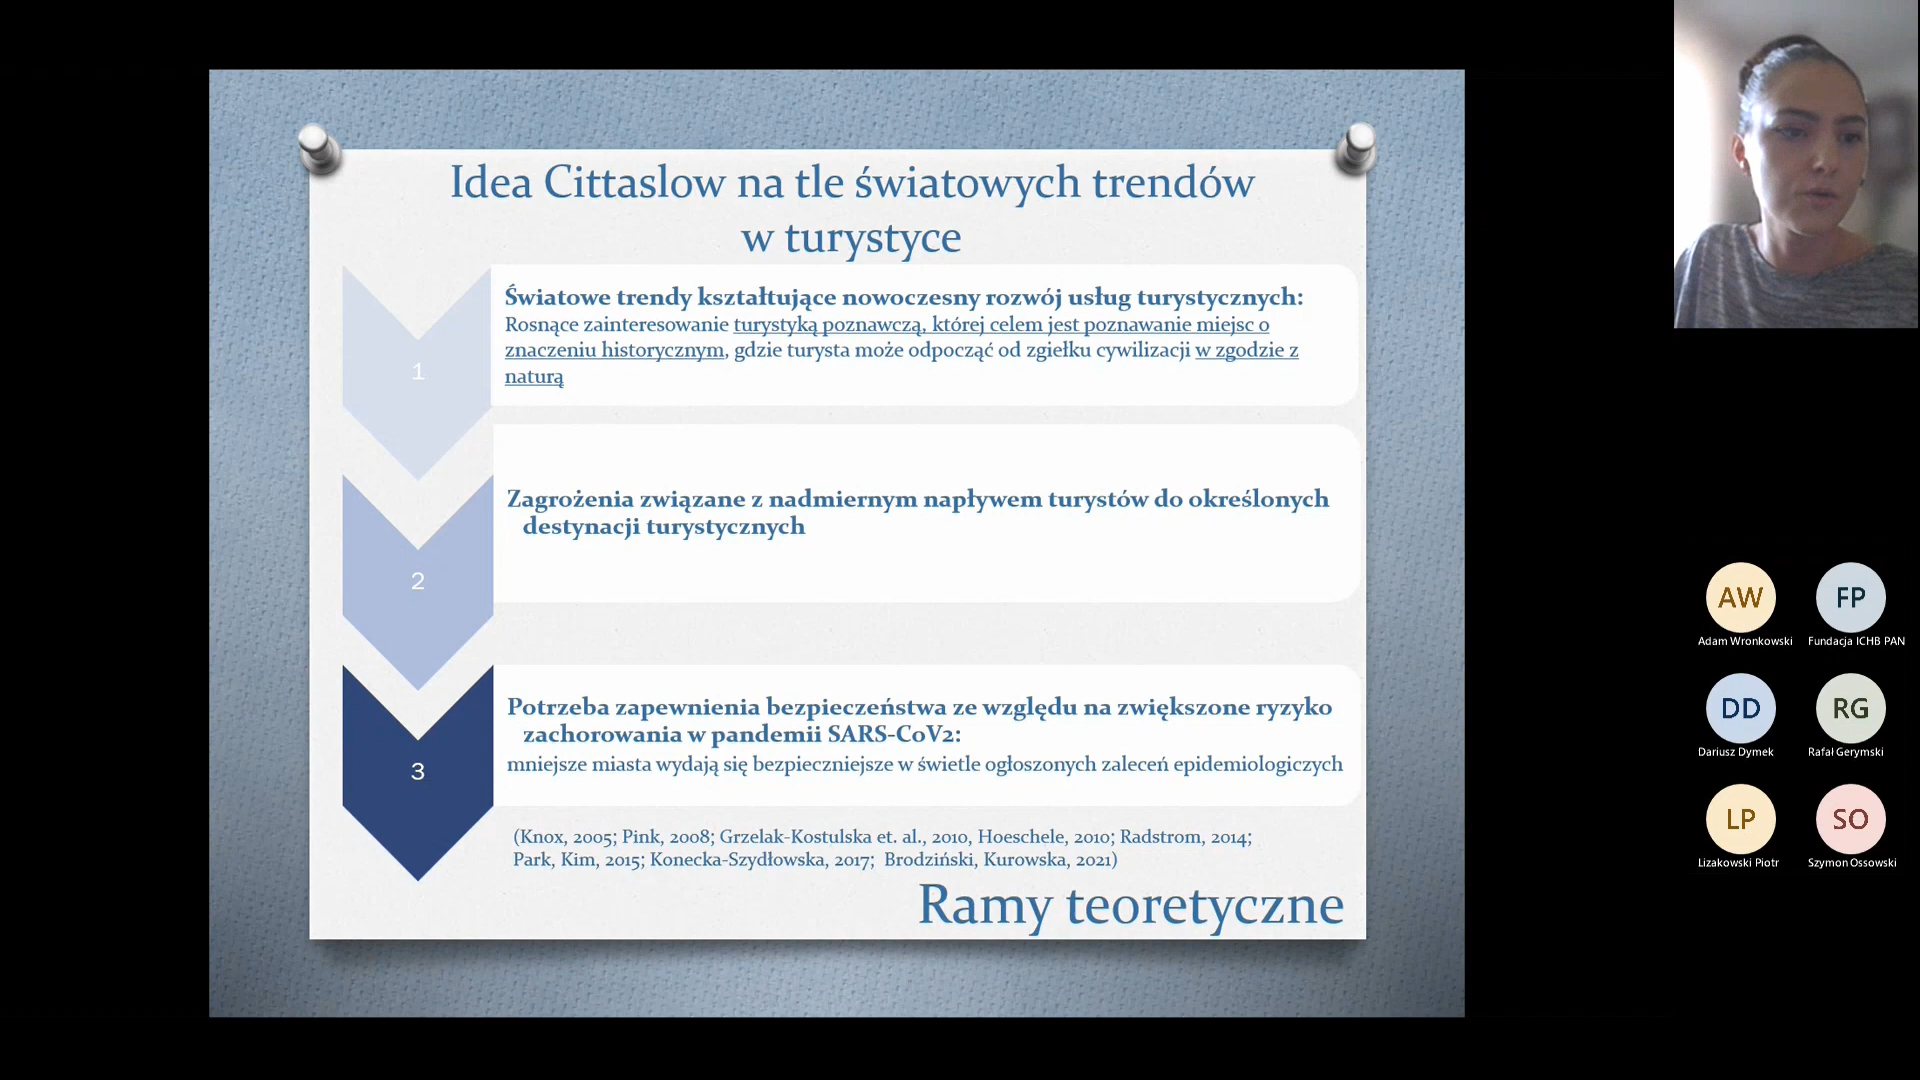 Idea Cittaslow na tle światowych trendów
w turystyce
1
Światowe trendy kształtujące nowoczesny rozwój usług turystycznych:
Rosnące zainteresowanie turystyką poznawczą, której celem jest poznawanie miejsc o
znaczeniu historycznym, gdzie turysta może odpocząć od zgiełku cywilizacji w zgodzie z
naturą
2
Zagrożenia związane z nadmiernym napływem turystów do określonych
destynacji turystycznych
3
Potrzeba zapewnienia bezpieczeństwa ze względu na zwiększone ryzyko
zachorowania w pandemii SARS-CoV2:
mniejsze miasta wydają się bezpieczniejsze w świetle ogłoszonych zaleceń epidemiologiczych
(Knox, 2005; Pink, 2008; Grzelak-Kostulska et. al., 2010, Hoeschele, 2010; Radstrom, 2014;
Park, Kim, 2015; Konecka-Szydłowska, 2017; Brodziński, Kurowska, 2021)
Ramy teoretyczne
AW
Adam Wronkowski
FP
Fundacja ICHB PAN
DD
Dariusz Dymek
RG
Rafał Gerymski
LP
Lizakowski Piotr
SO
Szymon Ossowski